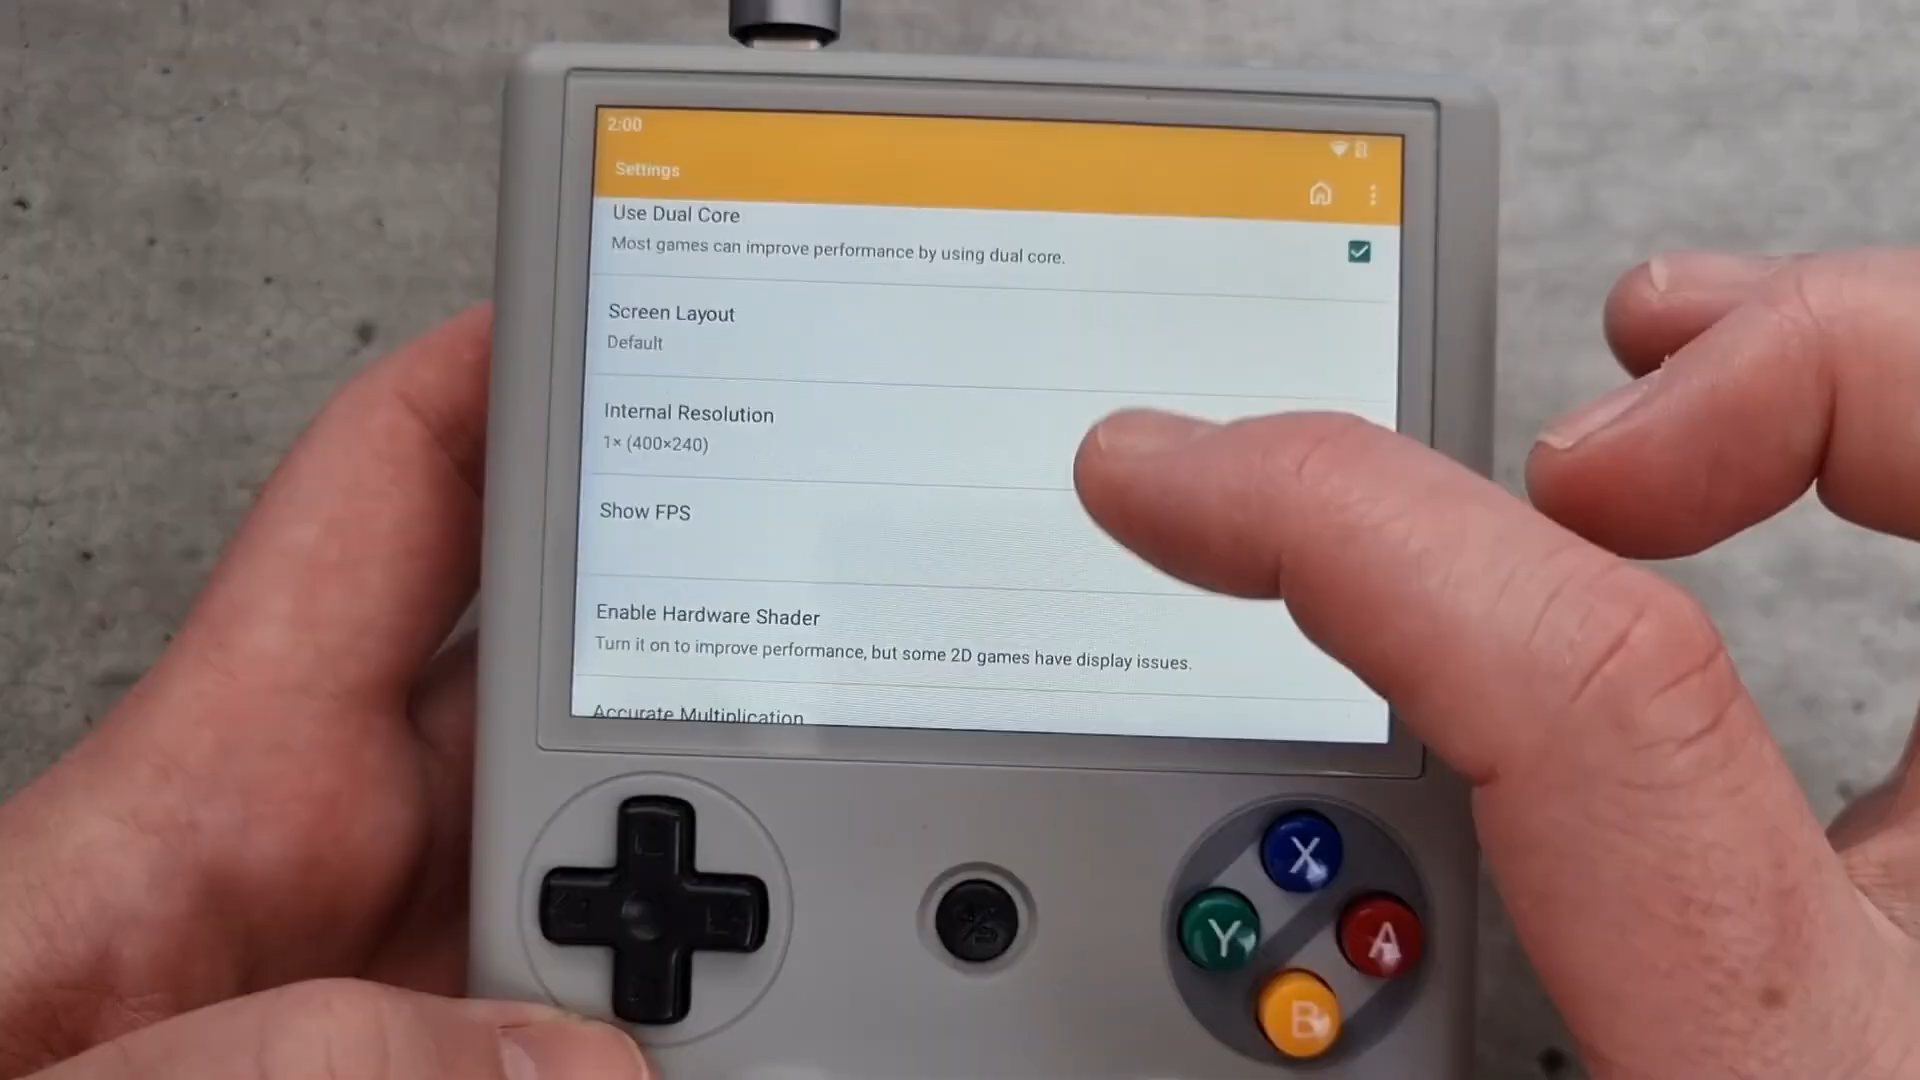 2:00
Settings
Use Dual Core
Most games can improve performance by using dual core.
Screen Layout
Default
Internal Resolution
1× (400×240)
Show FPS
Enable Hardware Shader
Turn it on to improve performance, but some 2D games have display issues.
Accurate Multiplication
X
Y
A
B